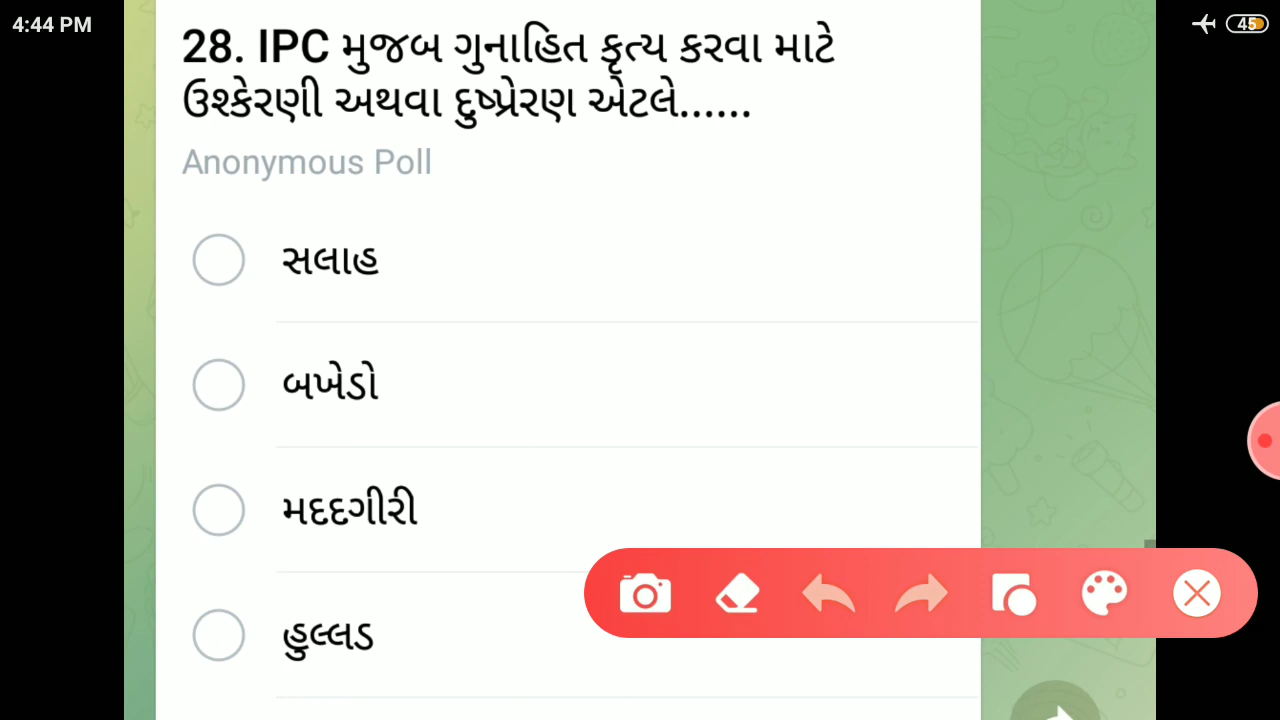 4:44 PM
45
28. IPC મુજબ ગુનાહિત કૃત્ય કરવા માટે
ઉશ્કેરણી અથવા દુષ્પ્રેરણ એટલે......
Anonymous Poll
સલાહ
બખેડો
મદદગીરી
હુલ્લડ